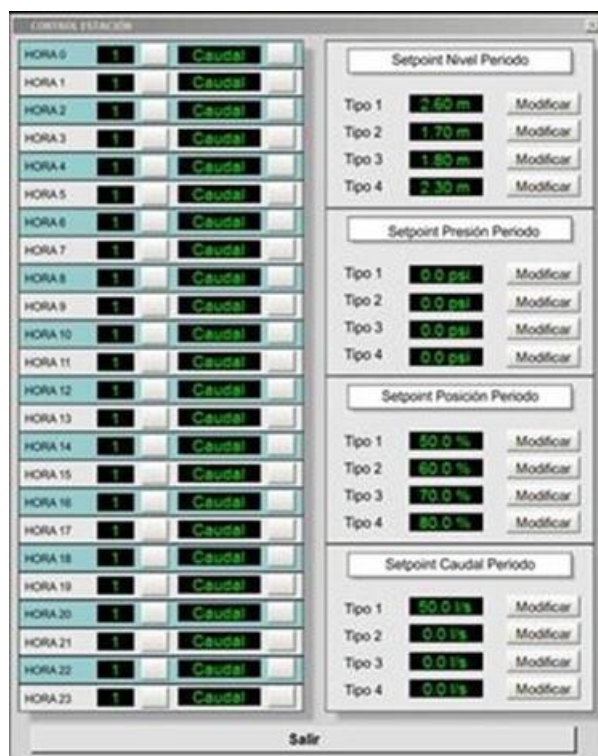 CONTROL ESTACIÓN
HORA 0 1 Caudal
HORA 1 1 Caudal
HORA 2 1 Caudal
HORA 3 1 Caudal
HORA 4 1 Caudal
HORA 5 1 Caudal
HORA 6 1 Caudal
HORA 7 1 Caudal
HORA 8 1 Caudal
HORA 9 1 Caudal
HORA 10 1 Caudal
HORA 11 1 Caudal
HORA 12 1 Caudal
HORA 13 1 Caudal
HORA 14 1 Caudal
HORA 15 1 Caudal
HORA 16 1 Caudal
HORA 17 1 Caudal
HORA 18 1 Caudal
HORA 19 1 Caudal
HORA 20 1 Caudal
HORA 21 1 Caudal
HORA 22 1 Caudal
HORA 23 1 Caudal
Setpoint Nivel Periodo
Tipo 1 2.60 m Modificar
Tipo 2 1.70 m Modificar
Tipo 3 1.80 m Modificar
Tipo 4 2.30 m Modificar
Setpoint Presión Periodo
Tipo 1 0.0 psi Modificar
Tipo 2 0.0 psi Modificar
Tipo 3 0.0 psi Modificar
Tipo 4 0.0 psi Modificar
Setpoint Posición Periodo
Tipo 1 50.0 % Modificar
Tipo 2 60.0 % Modificar
Tipo 3 70.0 % Modificar
Tipo 4 80.0 % Modificar
Setpoint Caudal Periodo
Tipo 1 50.0 l/s Modificar
Tipo 2 0.0 l/s Modificar
Tipo 3 0.0 l/s Modificar
Tipo 4 0.0 l/s Modificar
Salir